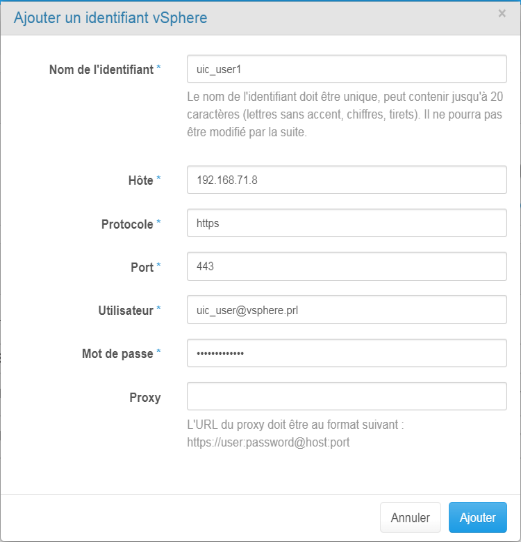 Ajouter un identifiant vSphere ×
Nom de l'identifiant * uic_user1
Le nom de l'identifiant doit être unique, peut contenir jusqu'à 20
caractères (lettres sans accent, chiffres, tirets). Il ne pourra pas
être modifié par la suite.
Hôte * 192.168.71.8
Protocole * https
Port * 443
Utilisateur * uic_user@vsphere.prl
Mot de passe * •••••••••••••
Proxy
L'URL du proxy doit être au format suivant :
https://user:password@host:port
Annuler Ajouter